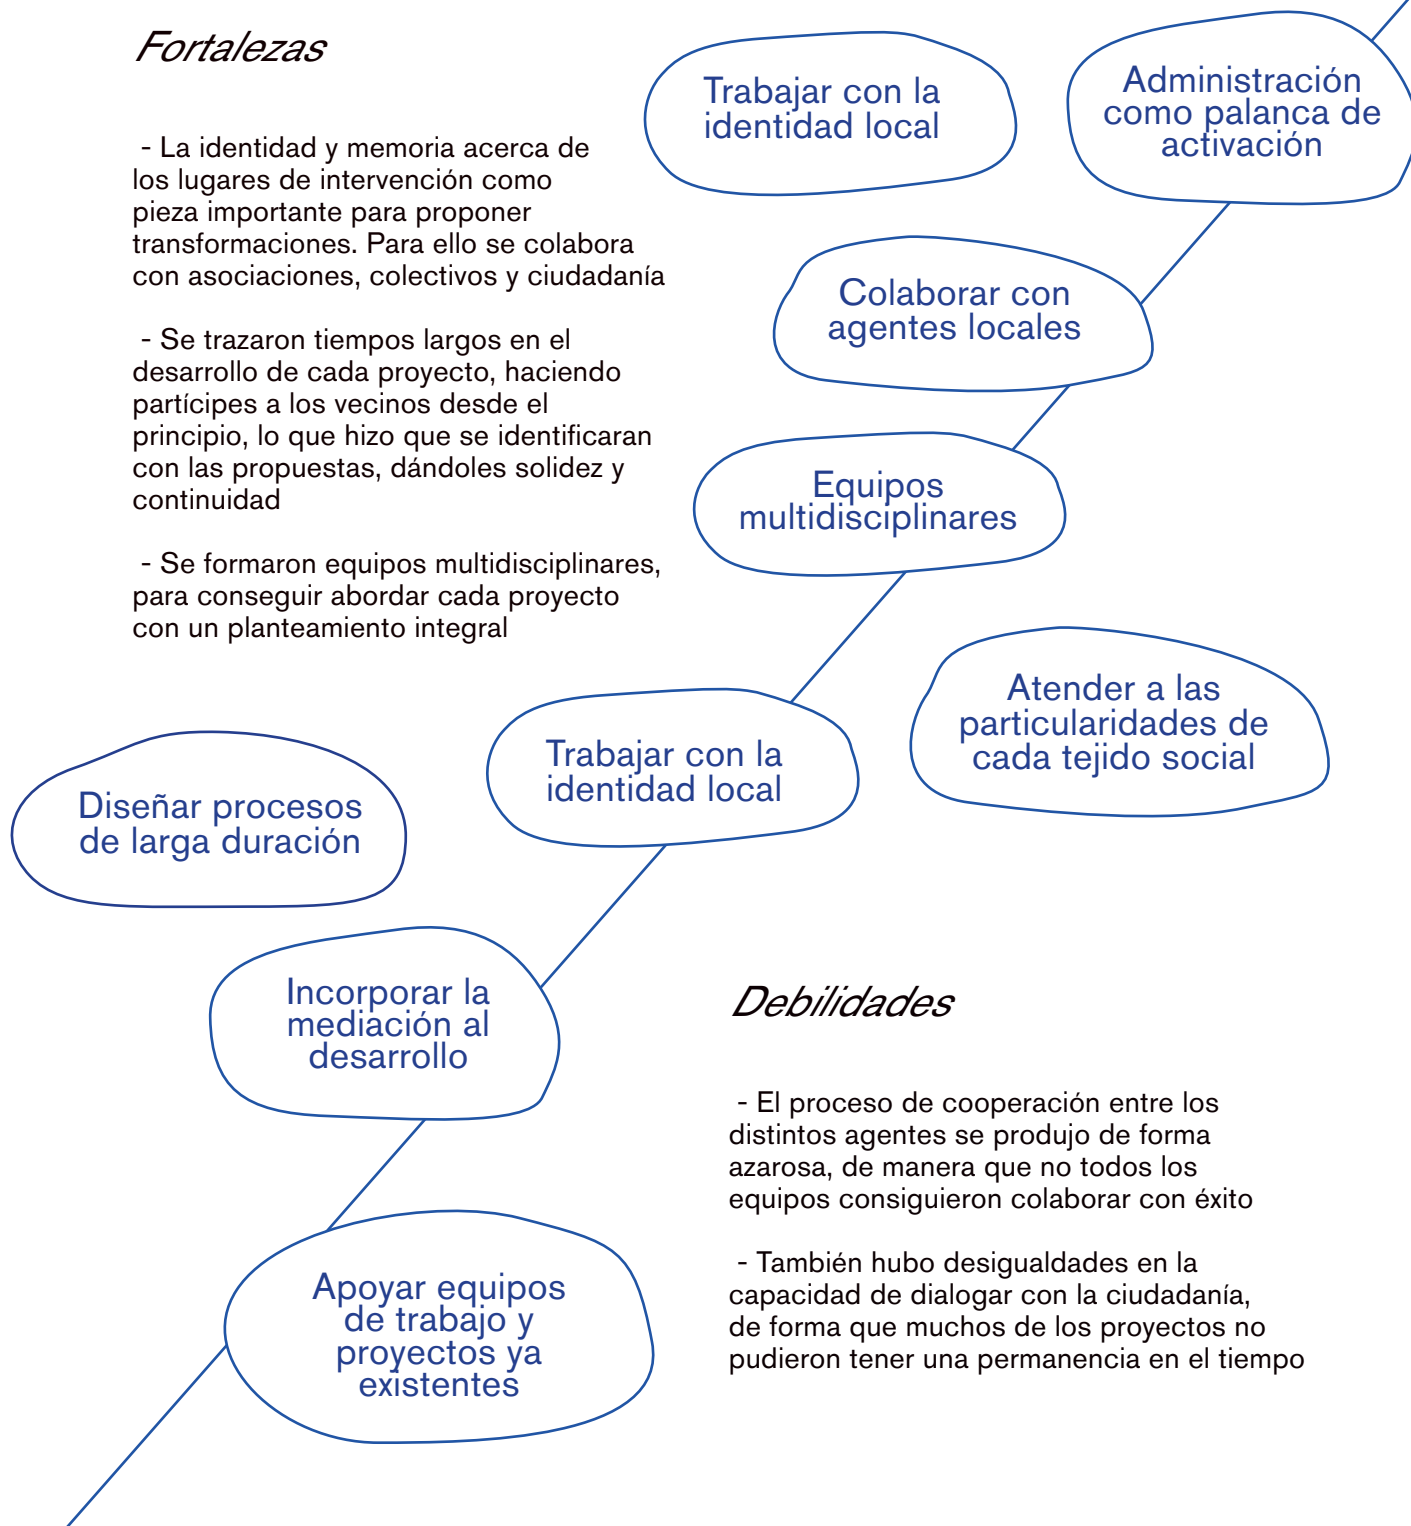 Fortalezas
- La identidad y memoria acerca de
los lugares de intervención como
pieza importante para proponer
transformaciones. Para ello se colabora
con asociaciones, colectivos y ciudadanía
- Se trazaron tiempos largos en el
desarrollo de cada proyecto, haciendo
partícipes a los vecinos desde el
principio, lo que hizo que se identificaran
con las propuestas, dándoles solidez y
continuidad
- Se formaron equipos multidisciplinares,
para conseguir abordar cada proyecto
con un planteamiento integral
Trabajar con la
identidad local
Administración
como palanca de
activación
Colaborar con
agentes locales
Equipos
multidisciplinares
Atender a las
particularidades de
cada tejido social
Trabajar con la
identidad local
Diseñar procesos
de larga duración
Incorporar la
mediación al
desarrollo
Apoyar equipos
de trabajo y
proyectos ya
existentes
Debilidades
- El proceso de cooperación entre los
distintos agentes se produjo de forma
azarosa, de manera que no todos los
equipos consiguieron colaborar con éxito
- También hubo desigualdades en la
capacidad de dialogar con la ciudadanía,
de forma que muchos de los proyectos no
pudieron tener una permanencia en el tiempo